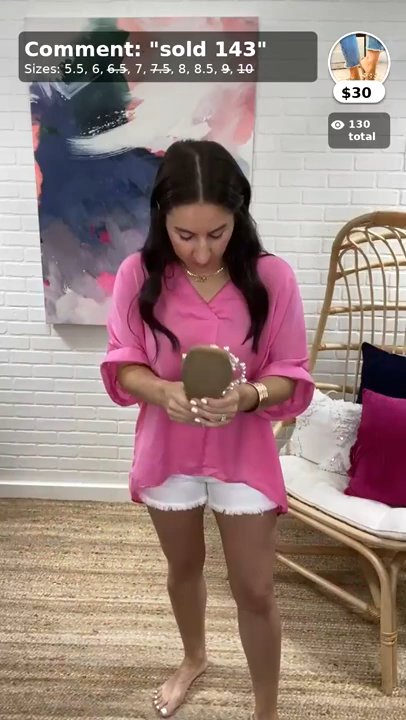 Comment: "sold 143"
Sizes: 5.5, 6, 6.5, 7, 7.5, 8, 8.5, 9, 10
$30
130
total